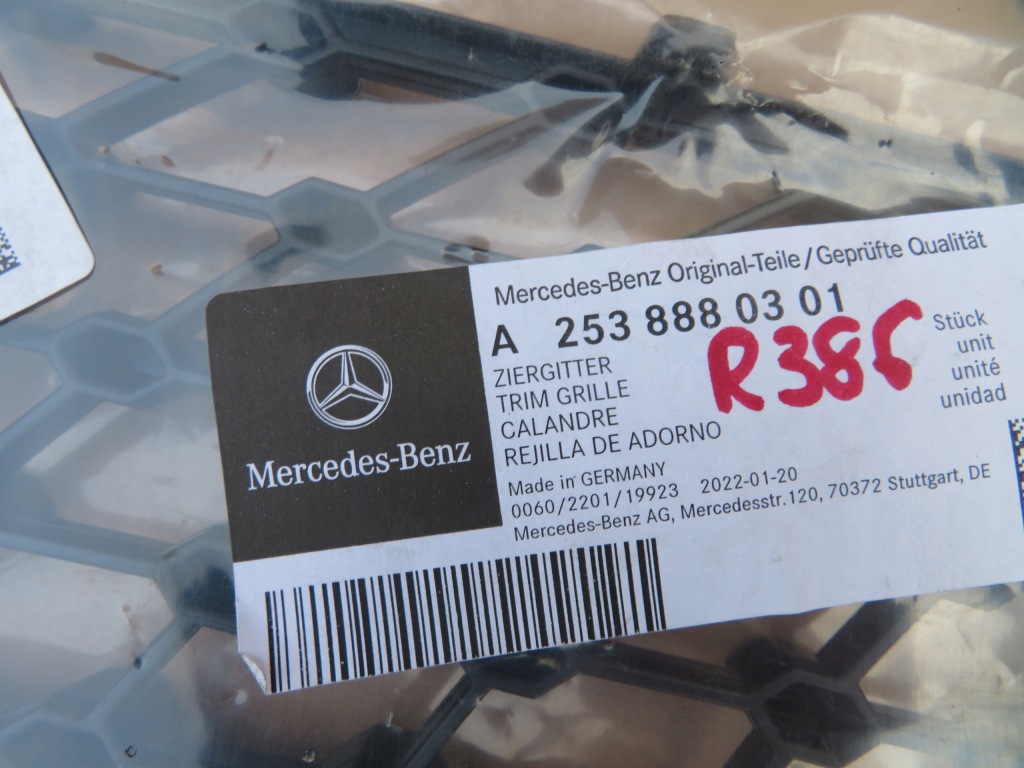 Mercedes-Benz Original-Teile/Geprüfte Qualität
A 253 888 03 01
ZIERGITTER
TRIM GRILLE
CALANDRE
REJILLA DE ADORNO
Stück
unit
unité
unidad
Made in GERMANY
0060/2201/19923 2022-01-20
Mercedes-Benz AG, Mercedesstr.120, 70372 Stuttgart, DE
Mercedes-Benz